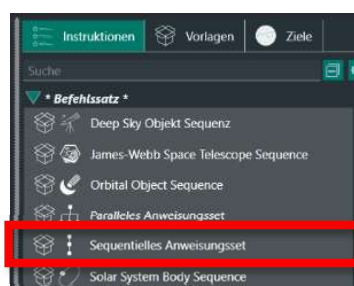 Instruktionen Vorlagen Ziele
Suche
* Befehlssatz *
Deep Sky Objekt Sequenz
James-Webb Space Telescope Sequence
Orbital Object Sequence
Paralleles Anweisungsset
Sequentielles Anweisungsset
Solar System Body Sequence